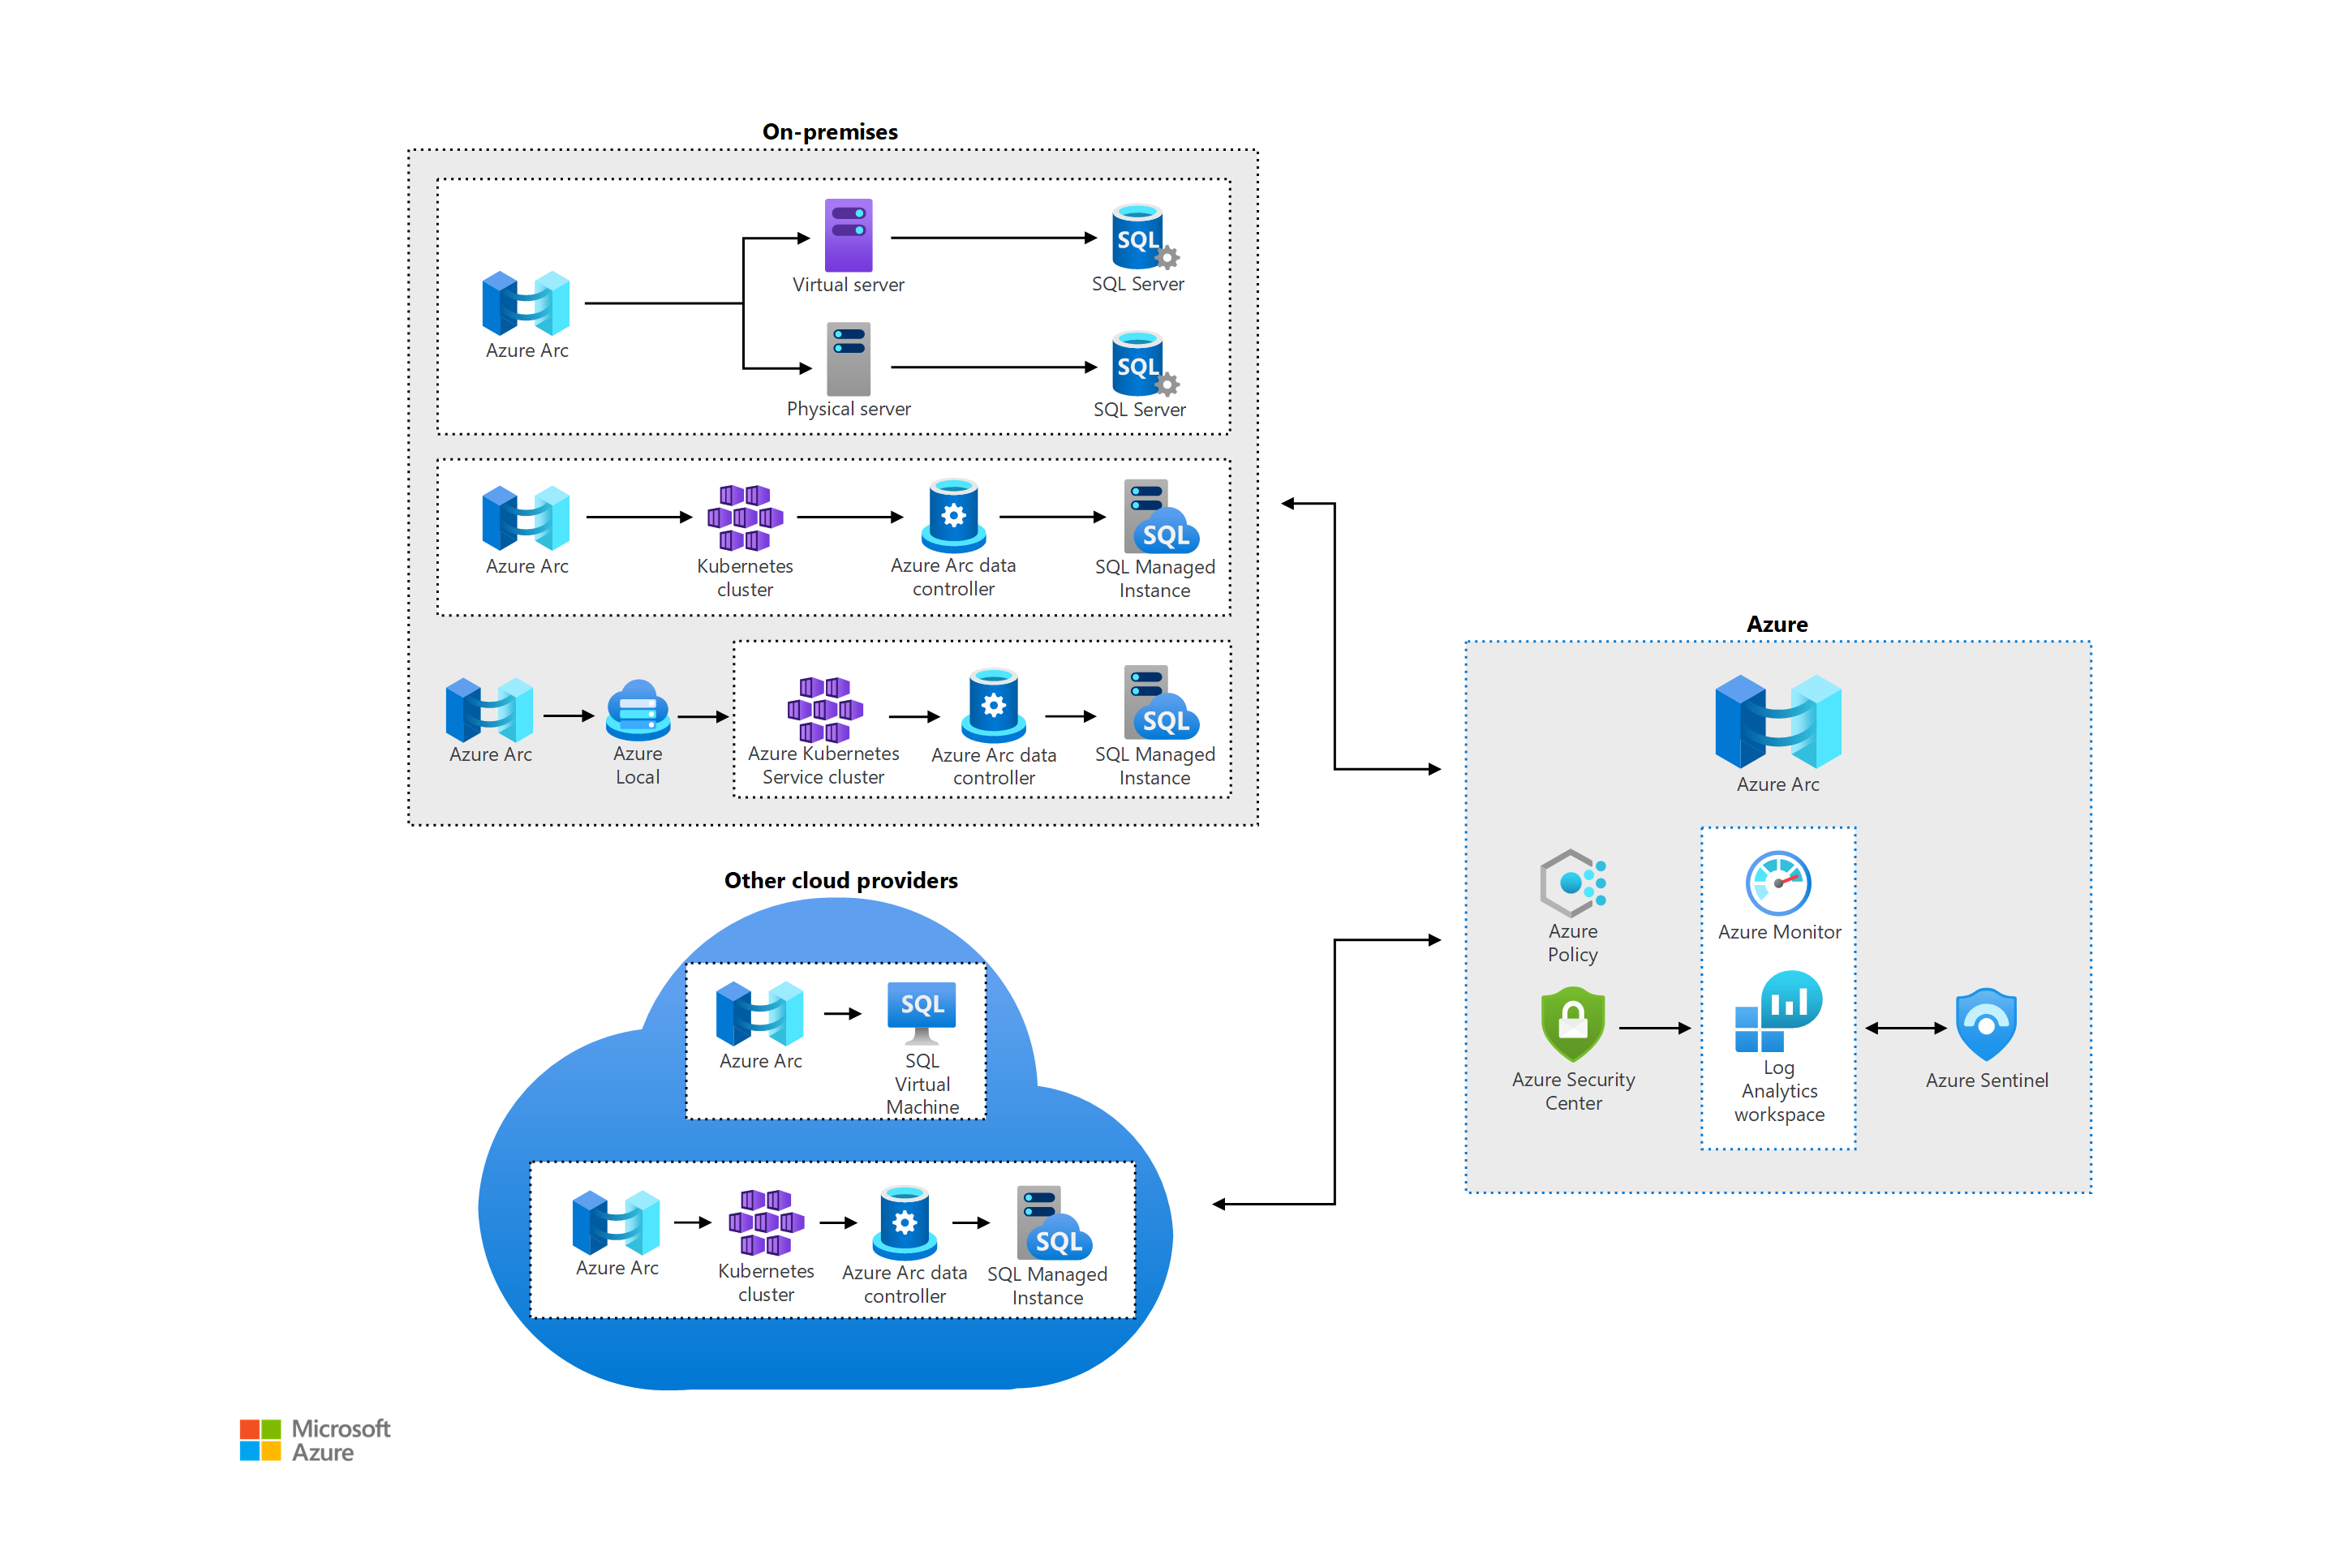 On-premises
Virtual server
SQL
SQL Server
Azure Arc
Physical server
SQL
SQL Server
Azure Arc
Kubernetes
cluster
Azure Arc data
controller
SQL
SQL Managed
Instance
Azure Arc
Azure
Local
Azure Kubernetes
Service cluster
Azure Arc data
controller
SQL
SQL Managed
Instance
Other cloud providers
Azure Arc
SQL
SQL
Virtual
Machine
Azure Arc
Kubernetes
cluster
Azure Arc data
controller
SQL
SQL Managed
Instance
Azure
Azure Arc
Azure
Policy
Azure Monitor
Azure Security
Center
Log
Analytics
workspace
Azure Sentinel
Microsoft
Azure